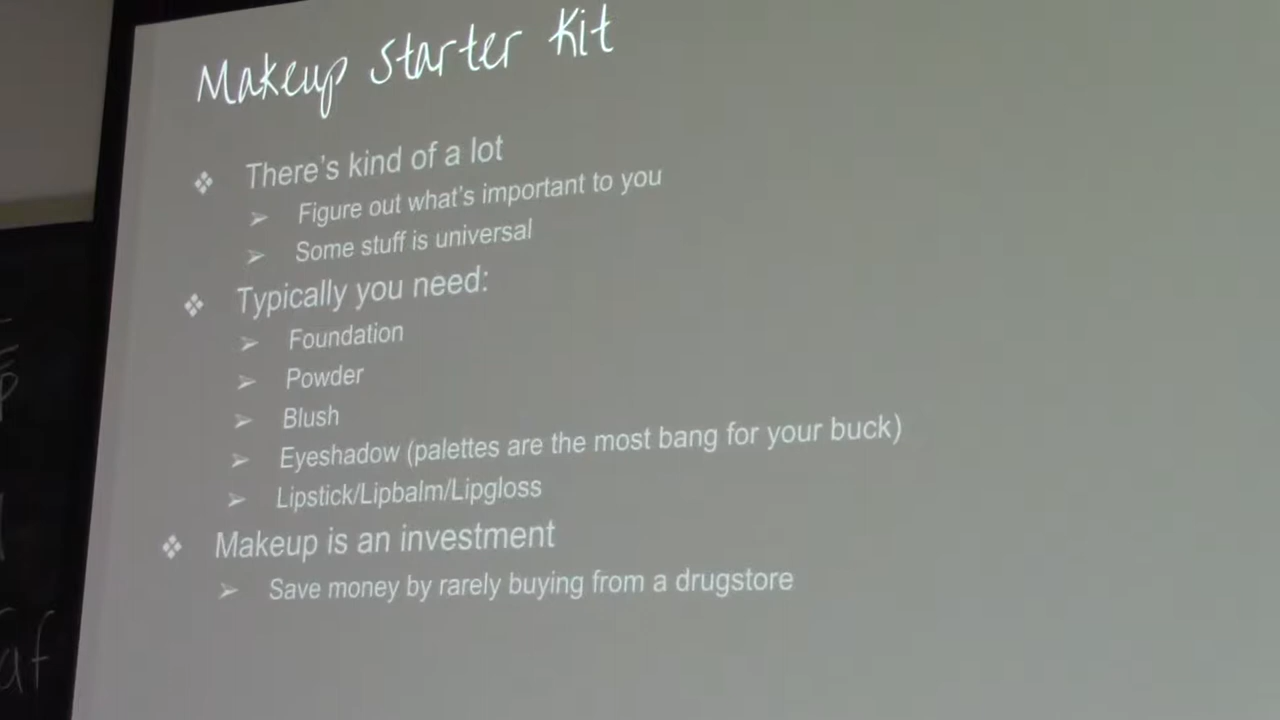 Makeup Starter Kit
❖ There's kind of a lot
➢ Figure out what's important to you
➢ Some stuff is universal
❖ Typically you need:
➢ Foundation
➢ Powder
➢ Blush
➢ Eyeshadow (palettes are the most bang for your buck)
➢ Lipstick/Lipbalm/Lipgloss
❖ Makeup is an investment
➢ Save money by rarely buying from a drugstore